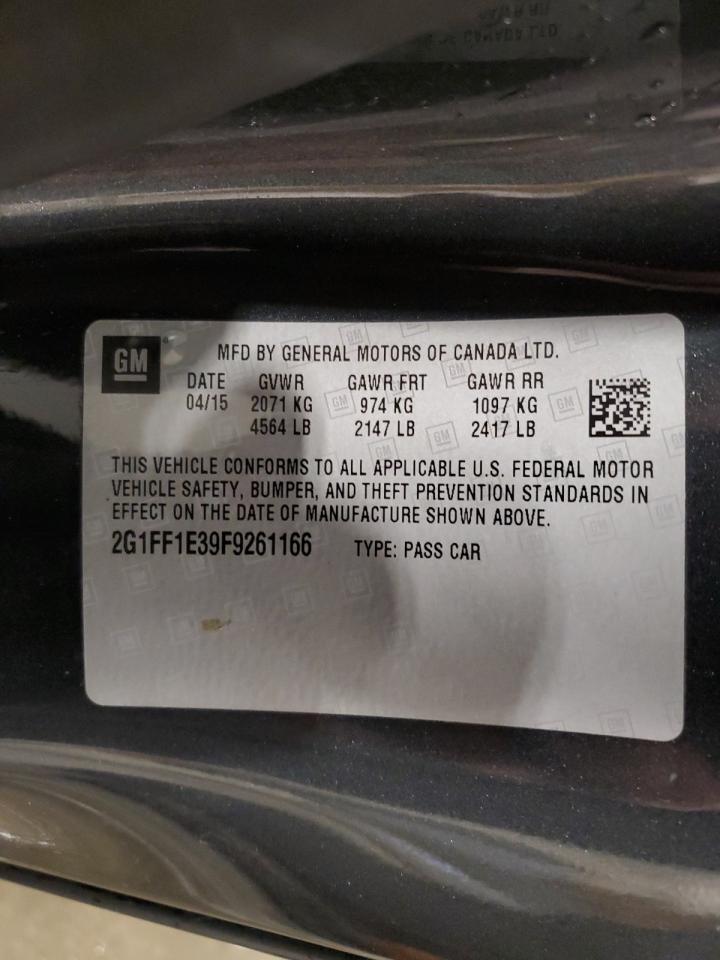 GM
MFD BY GENERAL MOTORS OF CANADA LTD.
DATE GVWR GAWR FRT GAWR RR
04/15 2071 KG 974 KG 1097 KG
4564 LB 2147 LB 2417 LB
THIS VEHICLE CONFORMS TO ALL APPLICABLE U.S. FEDERAL MOTOR
VEHICLE SAFETY, BUMPER, AND THEFT PREVENTION STANDARDS IN
EFFECT ON THE DATE OF MANUFACTURE SHOWN ABOVE.
2G1FF1E39F9261166 TYPE: PASS CAR